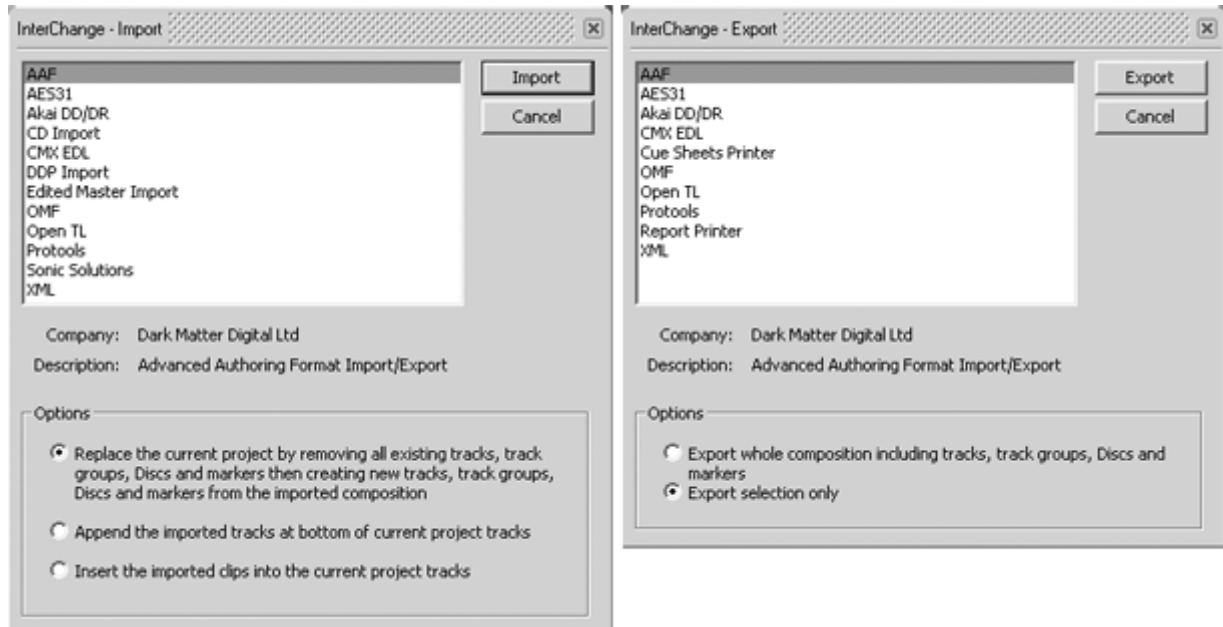 InterChange - Import
AAF
AES31
Akai DD/DR
CD Import
CMX EDL
DDP Import
Edited Master Import
OMF
Open TL
Protools
Sonic Solutions
XML
Import
Cancel
Company: Dark Matter Digital Ltd
Description: Advanced Authoring Format Import/Export
Options
Replace the current project by removing all existing tracks, track
groups, Discs and markers then creating new tracks, track groups,
Discs and markers from the imported composition
Append the imported tracks at bottom of current project tracks
Insert the imported clips into the current project tracks
InterChange - Export
AAF
AES31
Akai DD/DR
CMX EDL
Cue Sheets Printer
OMF
Open TL
Protools
Report Printer
XML
Export
Cancel
Company: Dark Matter Digital Ltd
Description: Advanced Authoring Format Import/Export
Options
Export whole composition including tracks, track groups, Discs and
markers
Export selection only